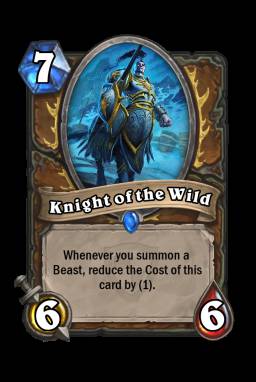 7
Knight of the Wild
Whenever you summon a
Beast, reduce the Cost of this
card by (1).
6 6